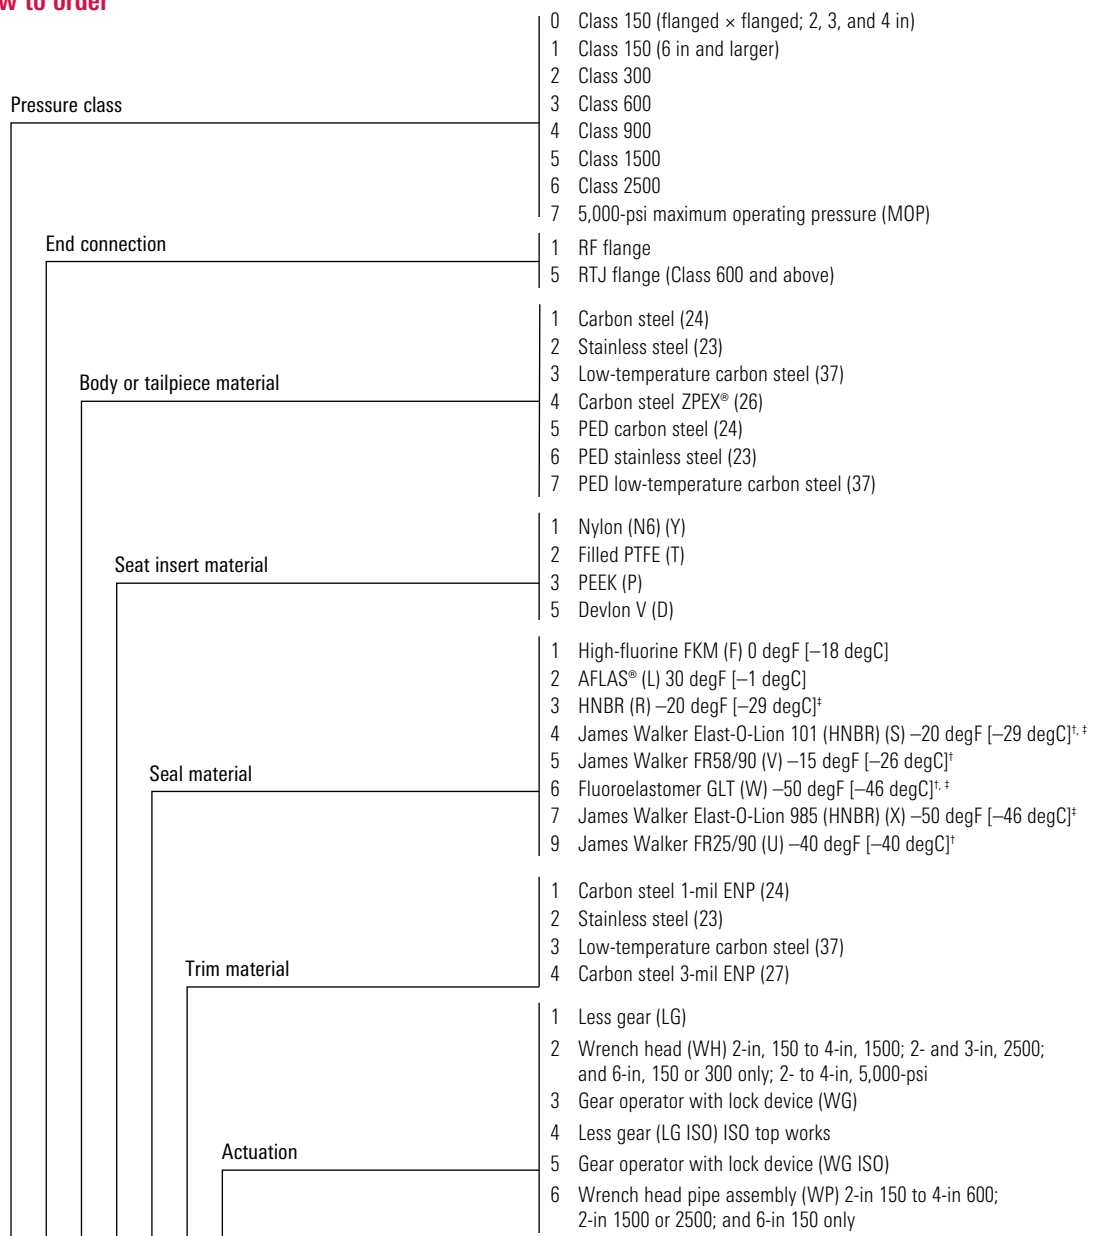 to order
0 Class 150 (flanged × flanged; 2, 3, and 4 in)
1 Class 150 (6 in and larger)
2 Class 300
Pressure class
3 Class 600
4 Class 900
5 Class 1500
6 Class 2500
7 5,000-psi maximum operating pressure (MOP)
End connection
1 RF flange
5 RTJ flange (Class 600 and above)
1 Carbon steel (24)
2 Stainless steel (23)
3 Low-temperature carbon steel (37)
Body or tailpiece material
4 Carbon steel ZPEX® (26)
5 PED carbon steel (24)
6 PED stainless steel (23)
7 PED low-temperature carbon steel (37)
1 Nylon (N6) (Y)
2 Filled PTFE (T)
Seat insert material
3 PEEK (P)
5 Devlon V (D)
1 High-fluorine FKM (F) 0 degF [–18 degC]
2 AFLAS® (L) 30 degF [–1 degC]
3 HNBR (R) –20 degF [–29 degC]‡
4 James Walker Elast-O-Lion 101 (HNBR) (S) –20 degF [–29 degC]†, ‡
5 James Walker FR58/90 (V) –15 degF [–26 degC]†
Seal material
6 Fluoroelastomer GLT (W) –50 degF [–46 degC]†, ‡
7 James Walker Elast-O-Lion 985 (HNBR) (X) –50 degF [–46 degC]‡
9 James Walker FR25/90 (U) –40 degF [–40 degC]†
1 Carbon steel 1-mil ENP (24)
2 Stainless steel (23)
3 Low-temperature carbon steel (37)
Trim material
4 Carbon steel 3-mil ENP (27)
1 Less gear (LG)
2 Wrench head (WH) 2-in, 150 to 4-in, 1500; 2- and 3-in, 2500;
and 6-in, 150 or 300 only; 2- to 4-in, 5,000-psi
3 Gear operator with lock device (WG)
4 Less gear (LG ISO) ISO top works
Actuation
5 Gear operator with lock device (WG ISO)
6 Wrench head pipe assembly (WP) 2-in 150 to 4-in 600;
2-in 1500 or 2500; and 6-in 150 only